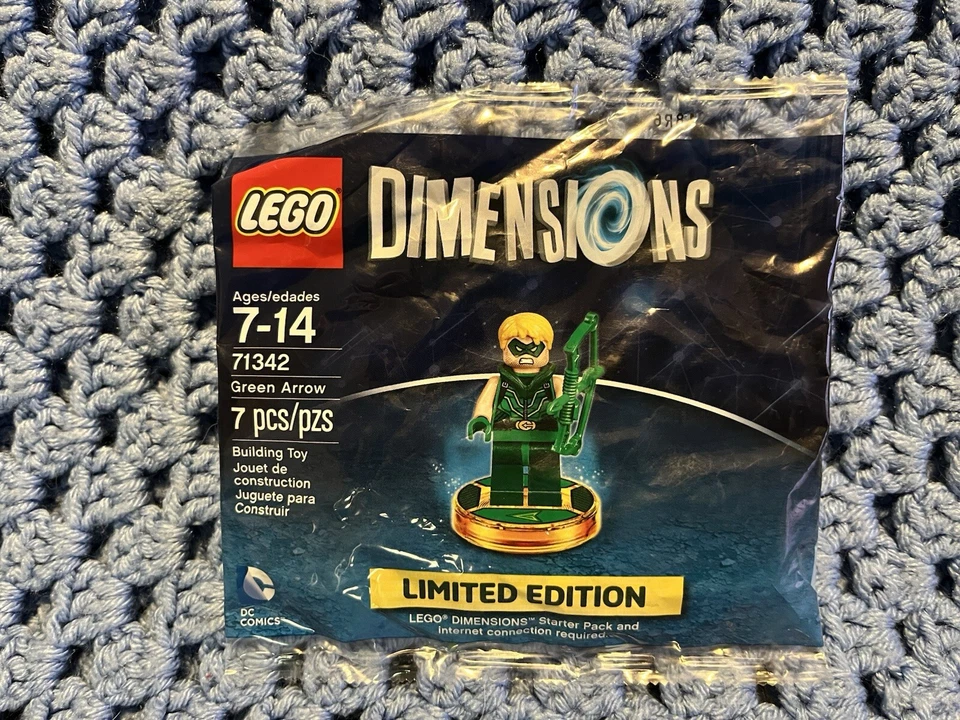 LEGO®
DIMENSIONS
Ages/edades
7-14
71342
Green Arrow
7 pcs/pzs
Building Toy
Jouet de
construction
Juguete para
Construir
DC
COMICS™
LIMITED EDITION
LEGO® DIMENSIONS™ Starter Pack and
Internet connection required.